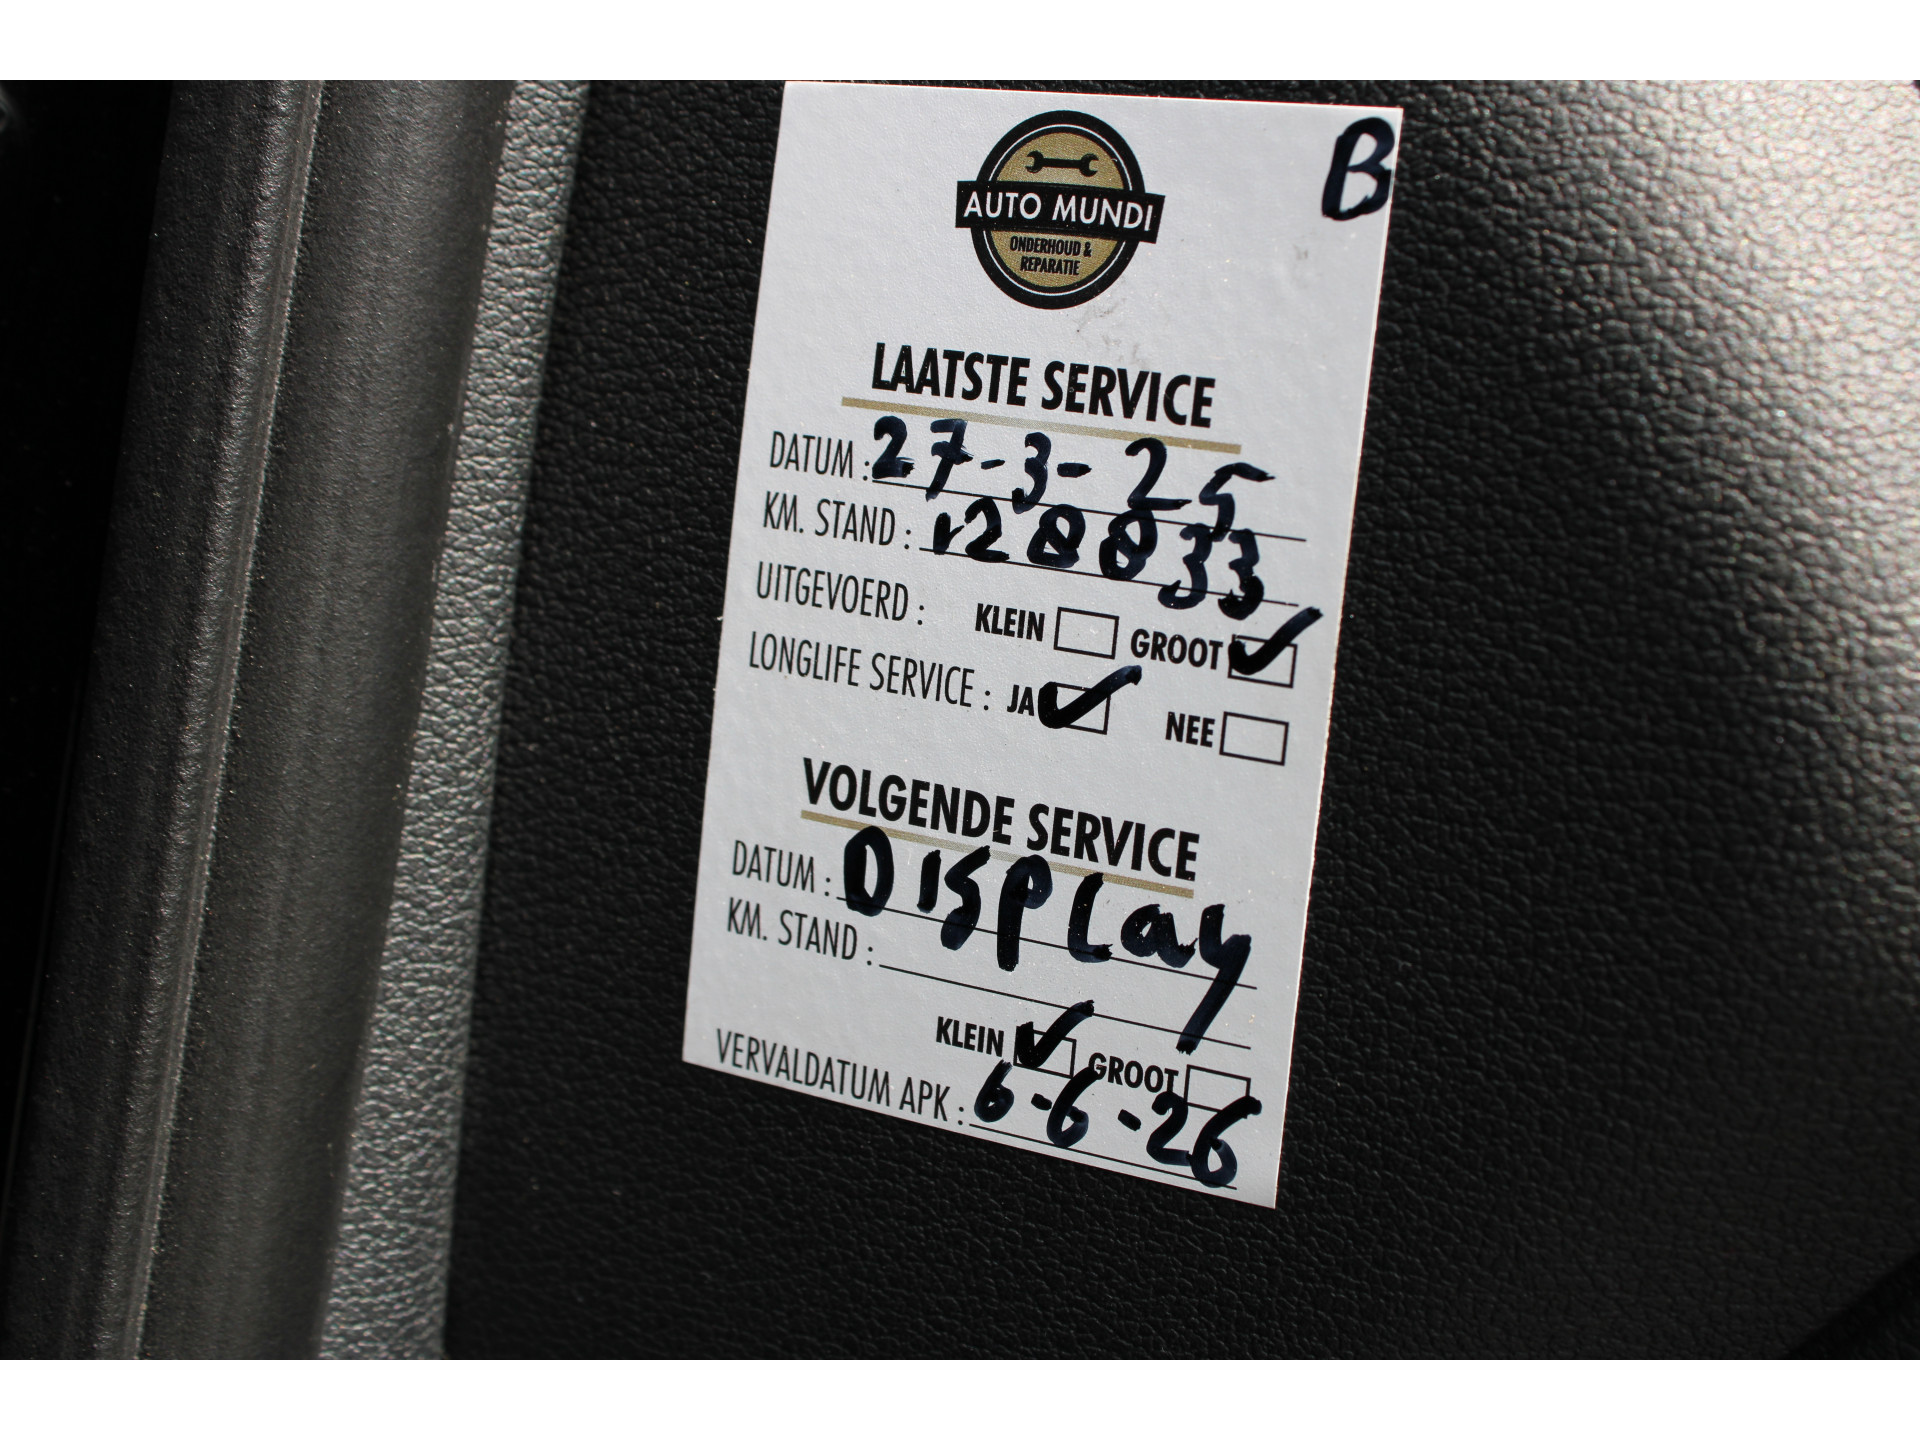 B
AUTO MUNDI
ONDERHOUD &
REPARATIE
LAATSTE SERVICE
DATUM : 27-3-25
KM. STAND : 128833
UITGEVOERD : KLEIN GROOT ✓
LONGLIFE SERVICE : JA ✓ NEE
VOLGENDE SERVICE
DATUM : DISPLay
KM. STAND :
KLEIN ✓ GROOT
VERVALDATUM APK : 6-6-26